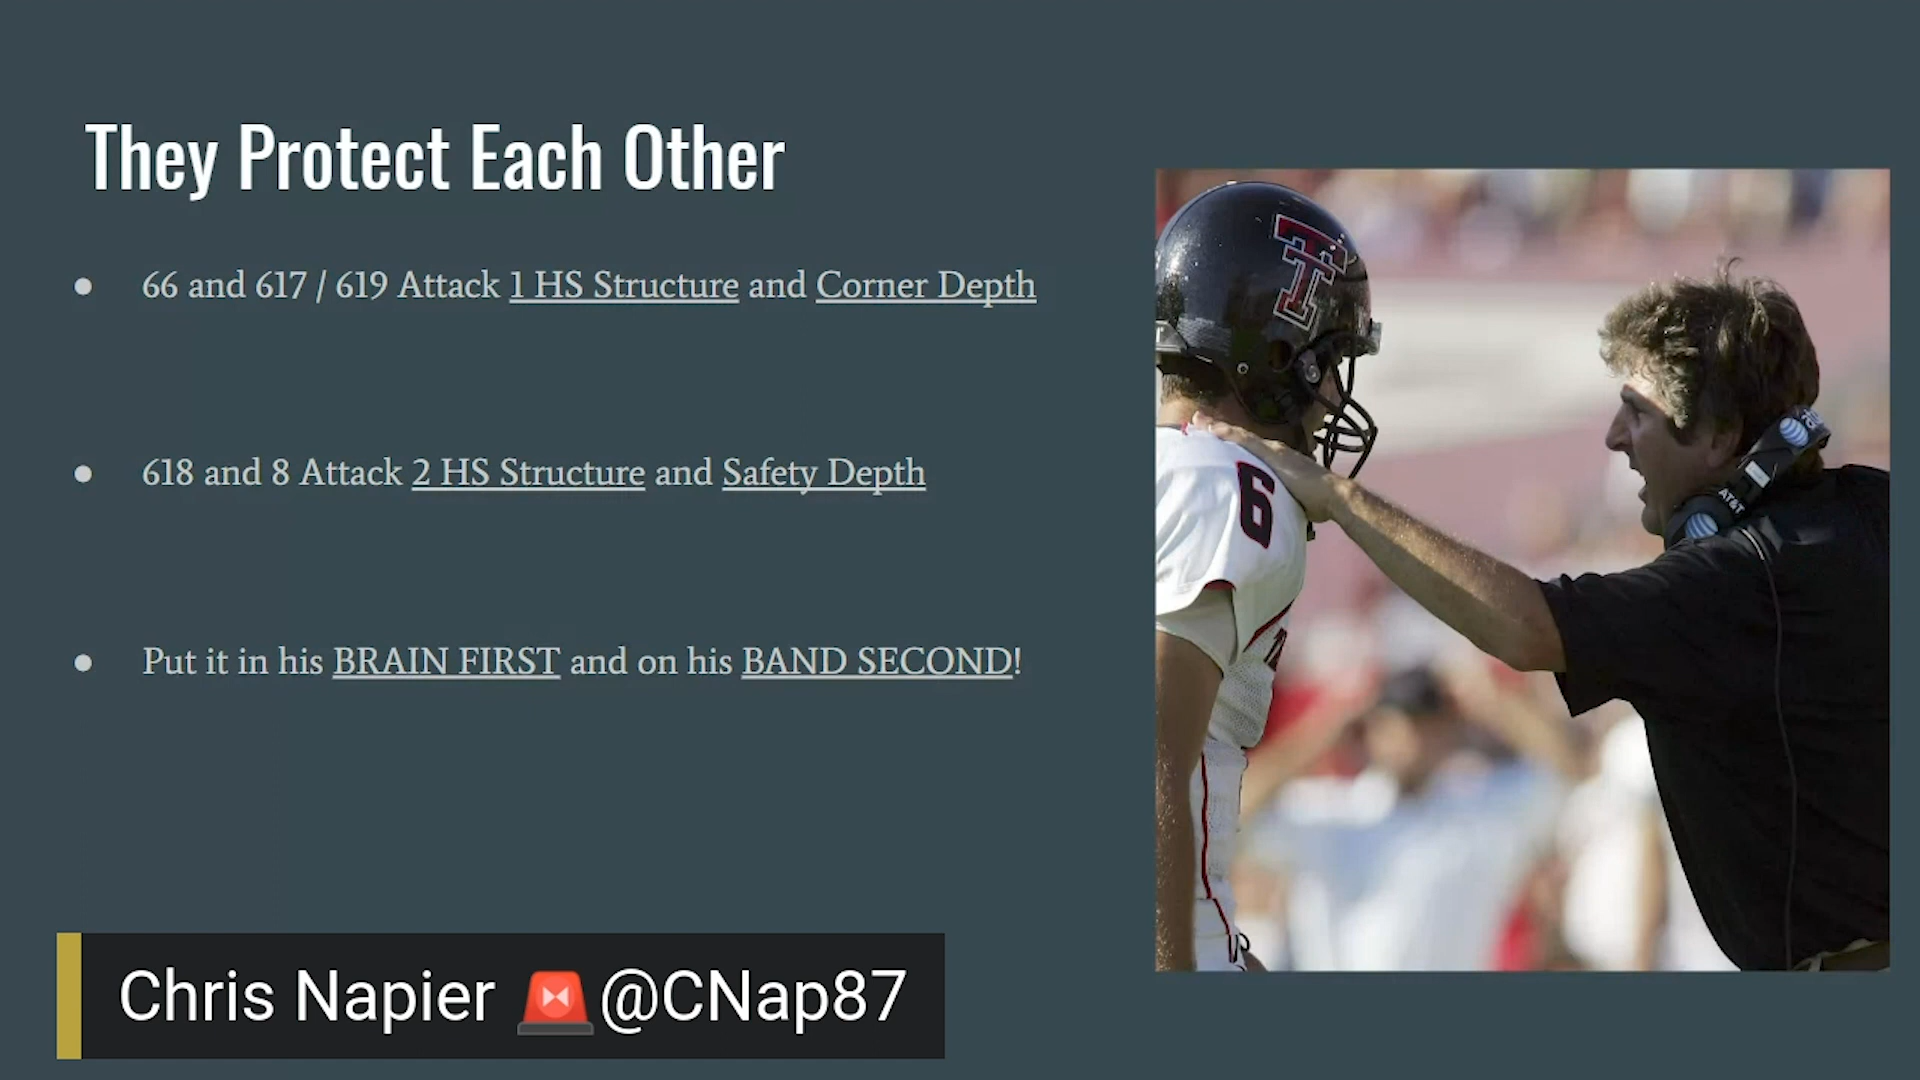 They Protect Each Other
● 66 and 617 / 619 Attack 1 HS Structure and Corner Depth
● 618 and 8 Attack 2 HS Structure and Safety Depth
● Put it in his BRAIN FIRST and on his BAND SECOND!
T
6
AT&T
Chris Napier 🚨@CNap87